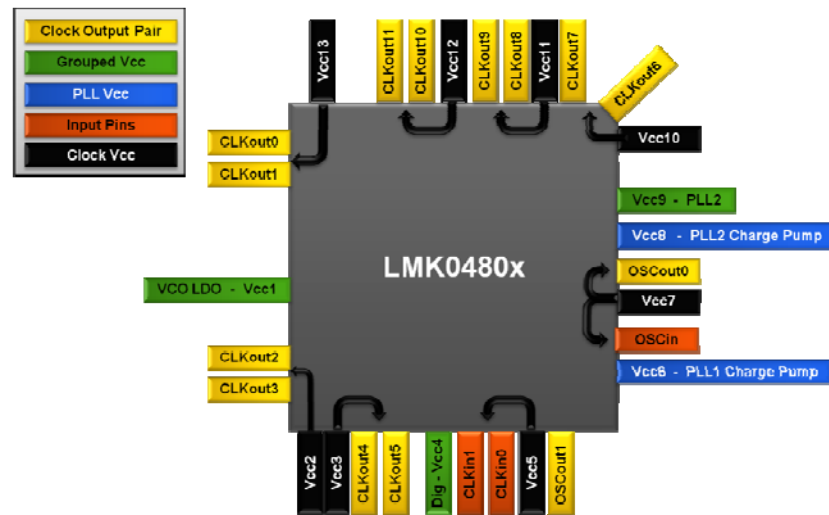 Clock Output Pair
Grouped Vcc
PLL Vcc
Input Pins
Clock Vcc
Vcc13
CLKout11
CLKout10
Vcc12
CLKout9
CLKout8
Vcc11
CLKout7
CLKout6
CLKout0
CLKout1
Vcc10
Vcc9 - PLL2
Vcc8 - PLL2 Charge Pump
LMK0480x
OSCout0
VCO LDO - Vcc1
Vcc7
OSCin
CLKout2
Vcc6 - PLL1 Charge Pump
CLKout3
Vcc2
Vcc3
CLKout4
CLKout5
Dig - Vcc4
CLKin1
CLKin0
Vcc5
OSCout1